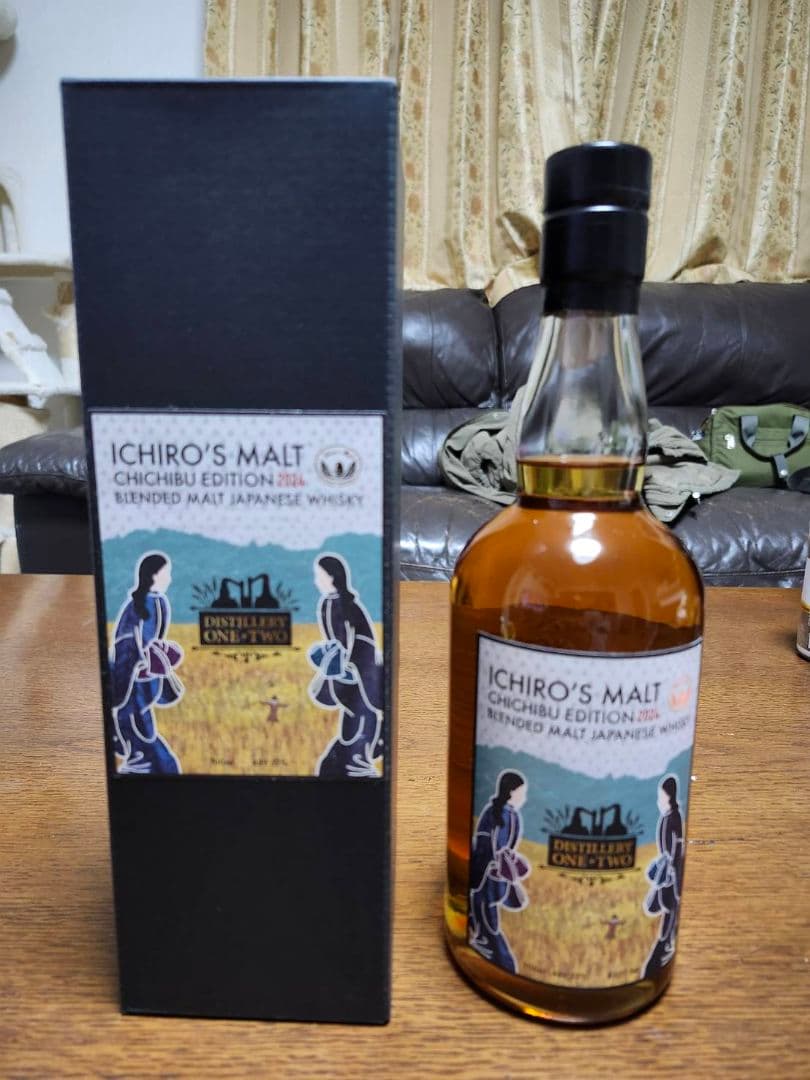 ICHIRO'S MALT
CHICHIBU EDITION 2024
BLENDED MALT JAPANESE WHISKY
DISTILLERY
ONE・TWO
ICHIRO'S MALT
CHICHIBU EDITION 2024
BLENDED MALT JAPANESE WHISKY
DISTILLERY
ONE・TWO